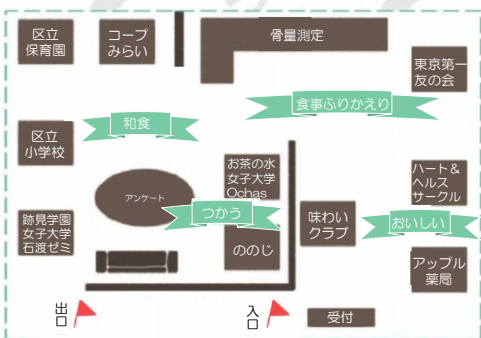 区立
保育園
コープ
みらい
骨量測定
東京第一
友の会
食事ふりかえり
和食
区立
小学校
お茶の水
女子大学
Ochas
ハート＆
ヘルス
サークル
アンケート
つかう
味わい
クラブ
おいしい
跡見学園
女子大学
石渡ゼミ
ののじ
アップル
薬局
出口
入口
受付